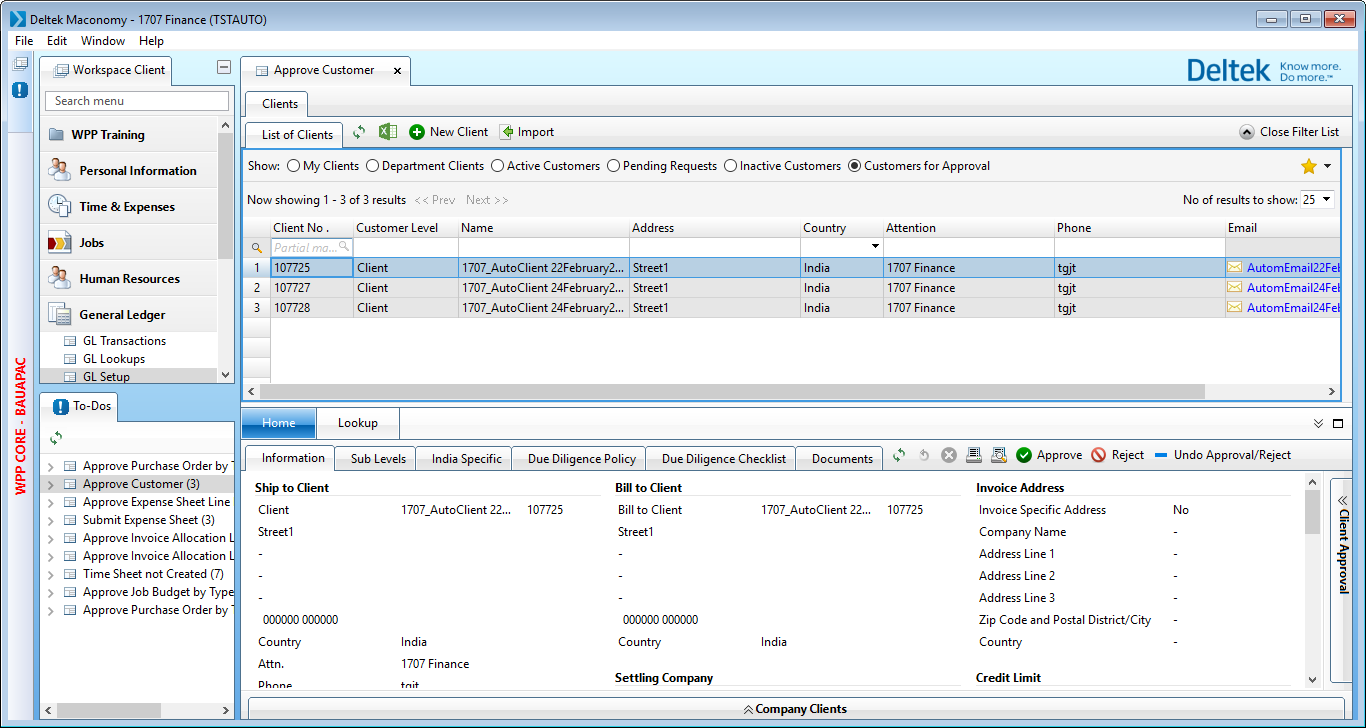 Deltek Maconomy - 1707 Finance (TSTAUTO)
File Edit Window Help
WPP CORE - BAUAPAC
Workspace Client
Search menu
WPP Training
Personal Information
Time & Expenses
Jobs
Human Resources
General Ledger
GL Transactions
GL Lookups
GL Setup
To-Dos
Approve Purchase Order by T
Approve Customer (3)
Approve Expense Sheet Line
Submit Expense Sheet (3)
Approve Invoice Allocation L
Approve Invoice Allocation L
Time Sheet not Created (7)
Approve Job Budget by Type
Approve Purchase Order by T
Approve Customer x
Deltek Know more. Do more.™
Clients
List of Clients New Client Import Close Filter List
Show: My Clients Department Clients Active Customers Pending Requests Inactive Customers Customers for Approval
Now showing 1 - 3 of 3 results << Prev Next >> No of results to show: 25
Client No . Customer Level Name Address Country Attention Phone Email
Partial ma...
1 107725 Client 1707_AutoClient 22February2... Street1 India 1707 Finance tgjt AutomEmail22Feb
2 107727 Client 1707_AutoClient 24February2... Street1 India 1707 Finance tgjt AutomEmail24Feb
3 107728 Client 1707_AutoClient 24February2... Street1 India 1707 Finance tgjt AutomEmail24Feb
Home Lookup
Information Sub Levels India Specific Due Diligence Policy Due Diligence Checklist Documents Approve Reject Undo Approval/Reject
Ship to Client Bill to Client Invoice Address
Client 1707_AutoClient 22... 107725 Bill to Client 1707_AutoClient 22... 107725 Invoice Specific Address No
Street1 Street1 Company Name -
- - Address Line 1 -
- - Address Line 2 -
- - Address Line 3 -
000000 000000 000000 000000 Zip Code and Postal District/City -
Country India Country India Country -
Attn. 1707 Finance
Phone tgjt Settling Company Credit Limit
Client Approval
Company Clients